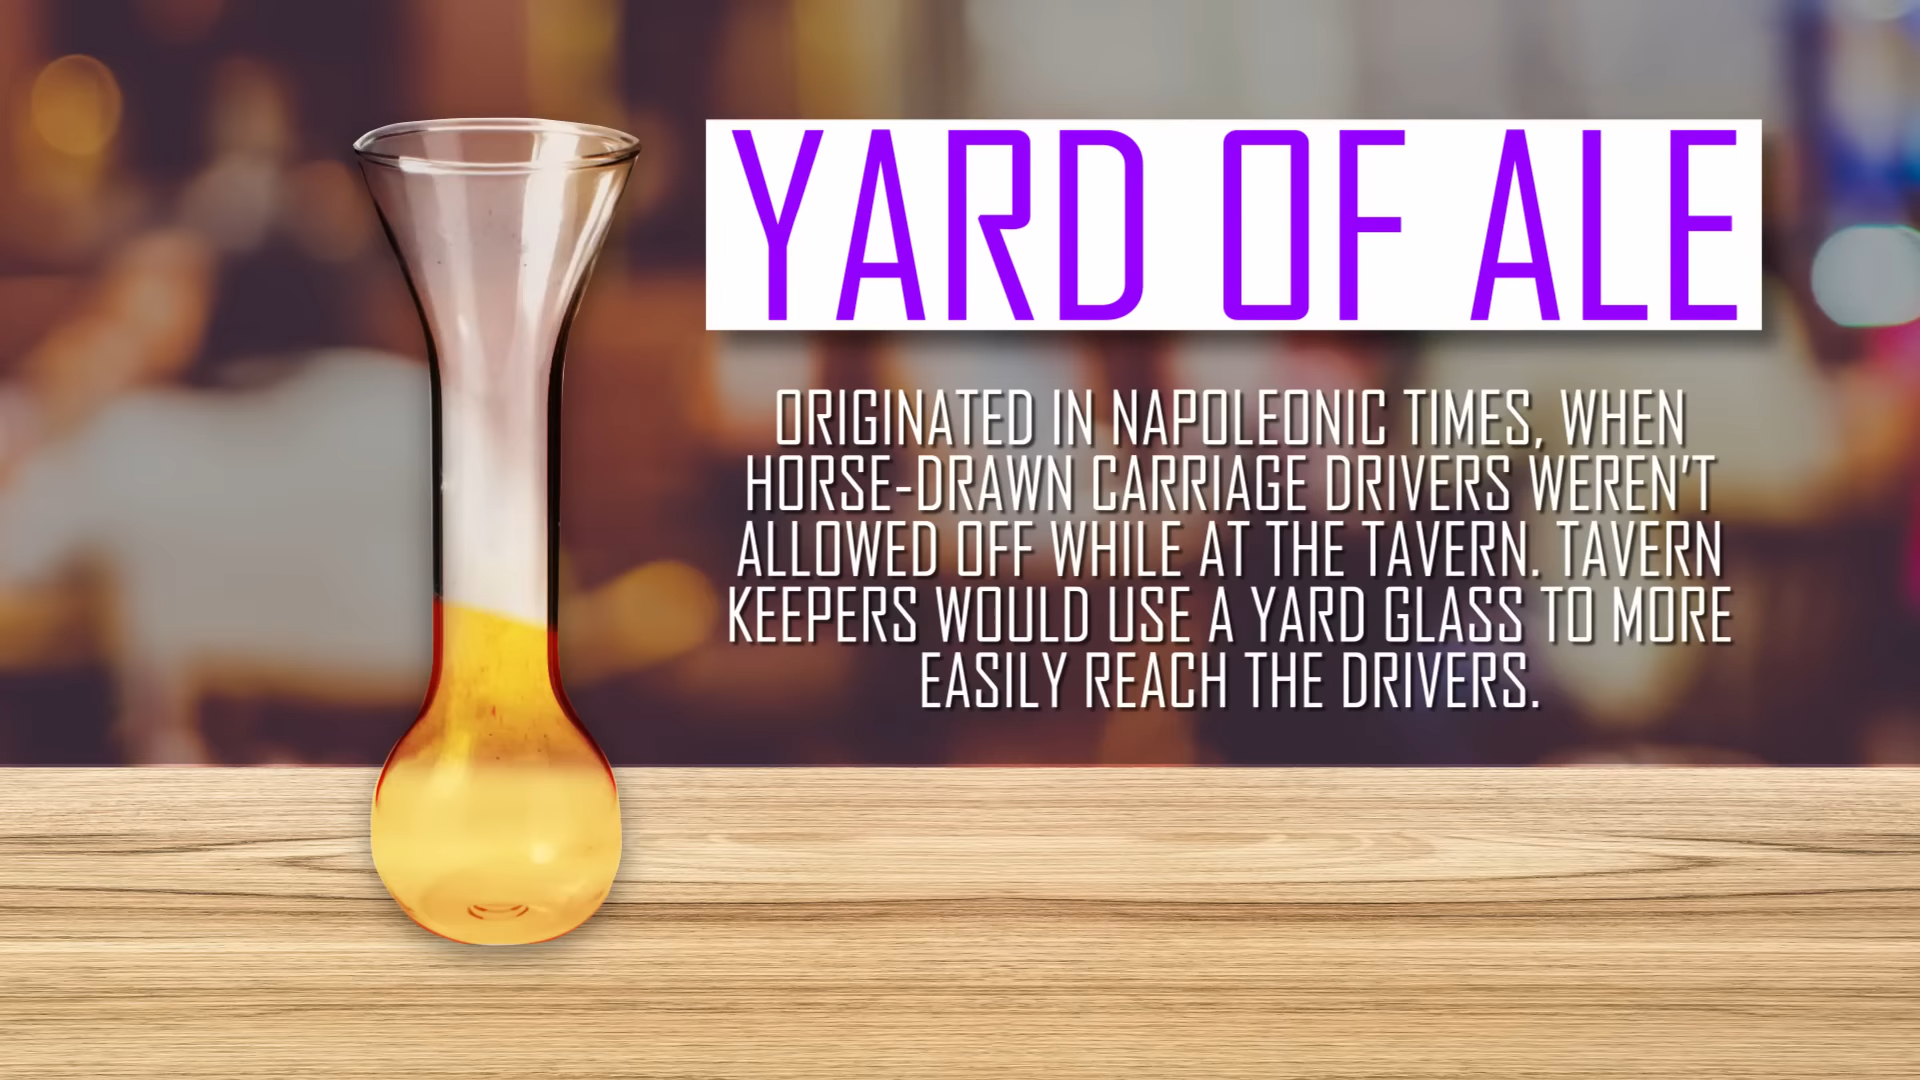 YARD OF ALE
ORIGINATED IN NAPOLEONIC TIMES, WHEN
HORSE-DRAWN CARRIAGE DRIVERS WEREN'T
ALLOWED OFF WHILE AT THE TAVERN. TAVERN
KEEPERS WOULD USE A YARD GLASS TO MORE
EASILY REACH THE DRIVERS.